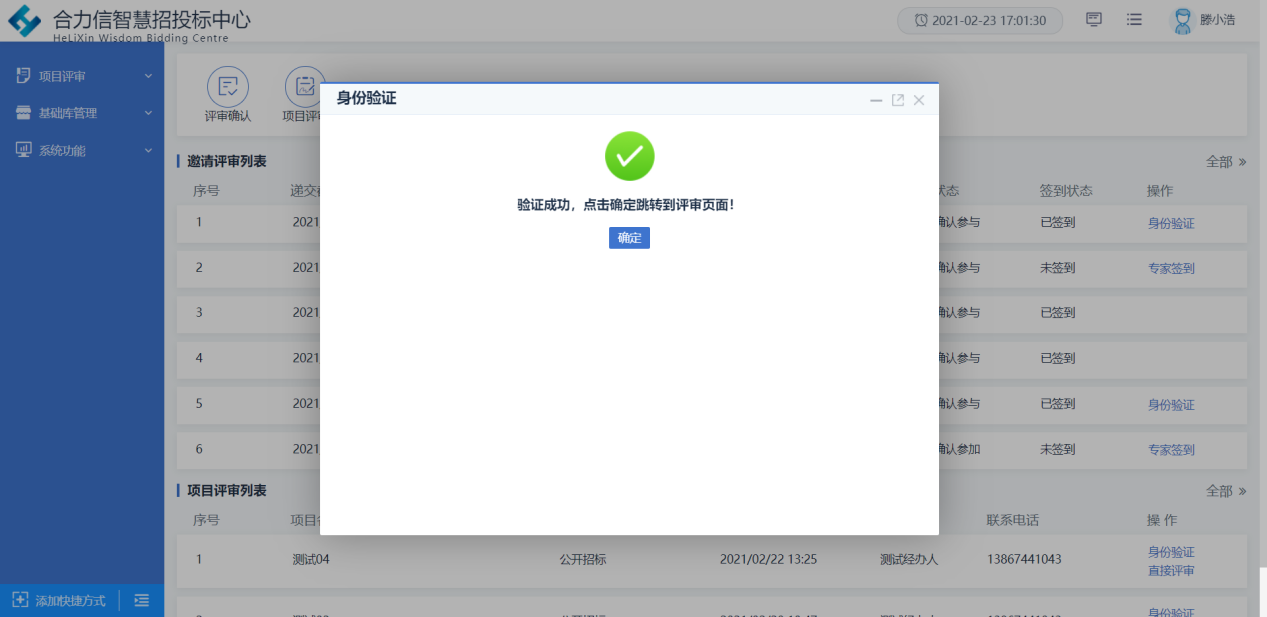 合力信智慧招投标中心
HeLiXin Wisdom Bidding Centre
2021-02-23 17:01:30
滕小浩
项目评审
基础库管理
系统功能
添加快捷方式
评审确认
项目评
身份验证
验证成功，点击确定跳转到评审页面！
确定
邀请评审列表
全部 »
序号 递交 状态 签到状态 操作
1 2021 确认参与 已签到 身份验证
2 2021 确认参与 未签到 专家签到
3 2021 确认参与 已签到
4 2021 确认参与 已签到
5 2021 确认参与 已签到 身份验证
6 2021 确认参加 未签到 专家签到
项目评审列表
全部 »
序号 项目 联系电话 操 作
1 测试04 公开招标 2021/02/22 13:25 测试经办人 13867441043 身份验证
直接评审
身份验证